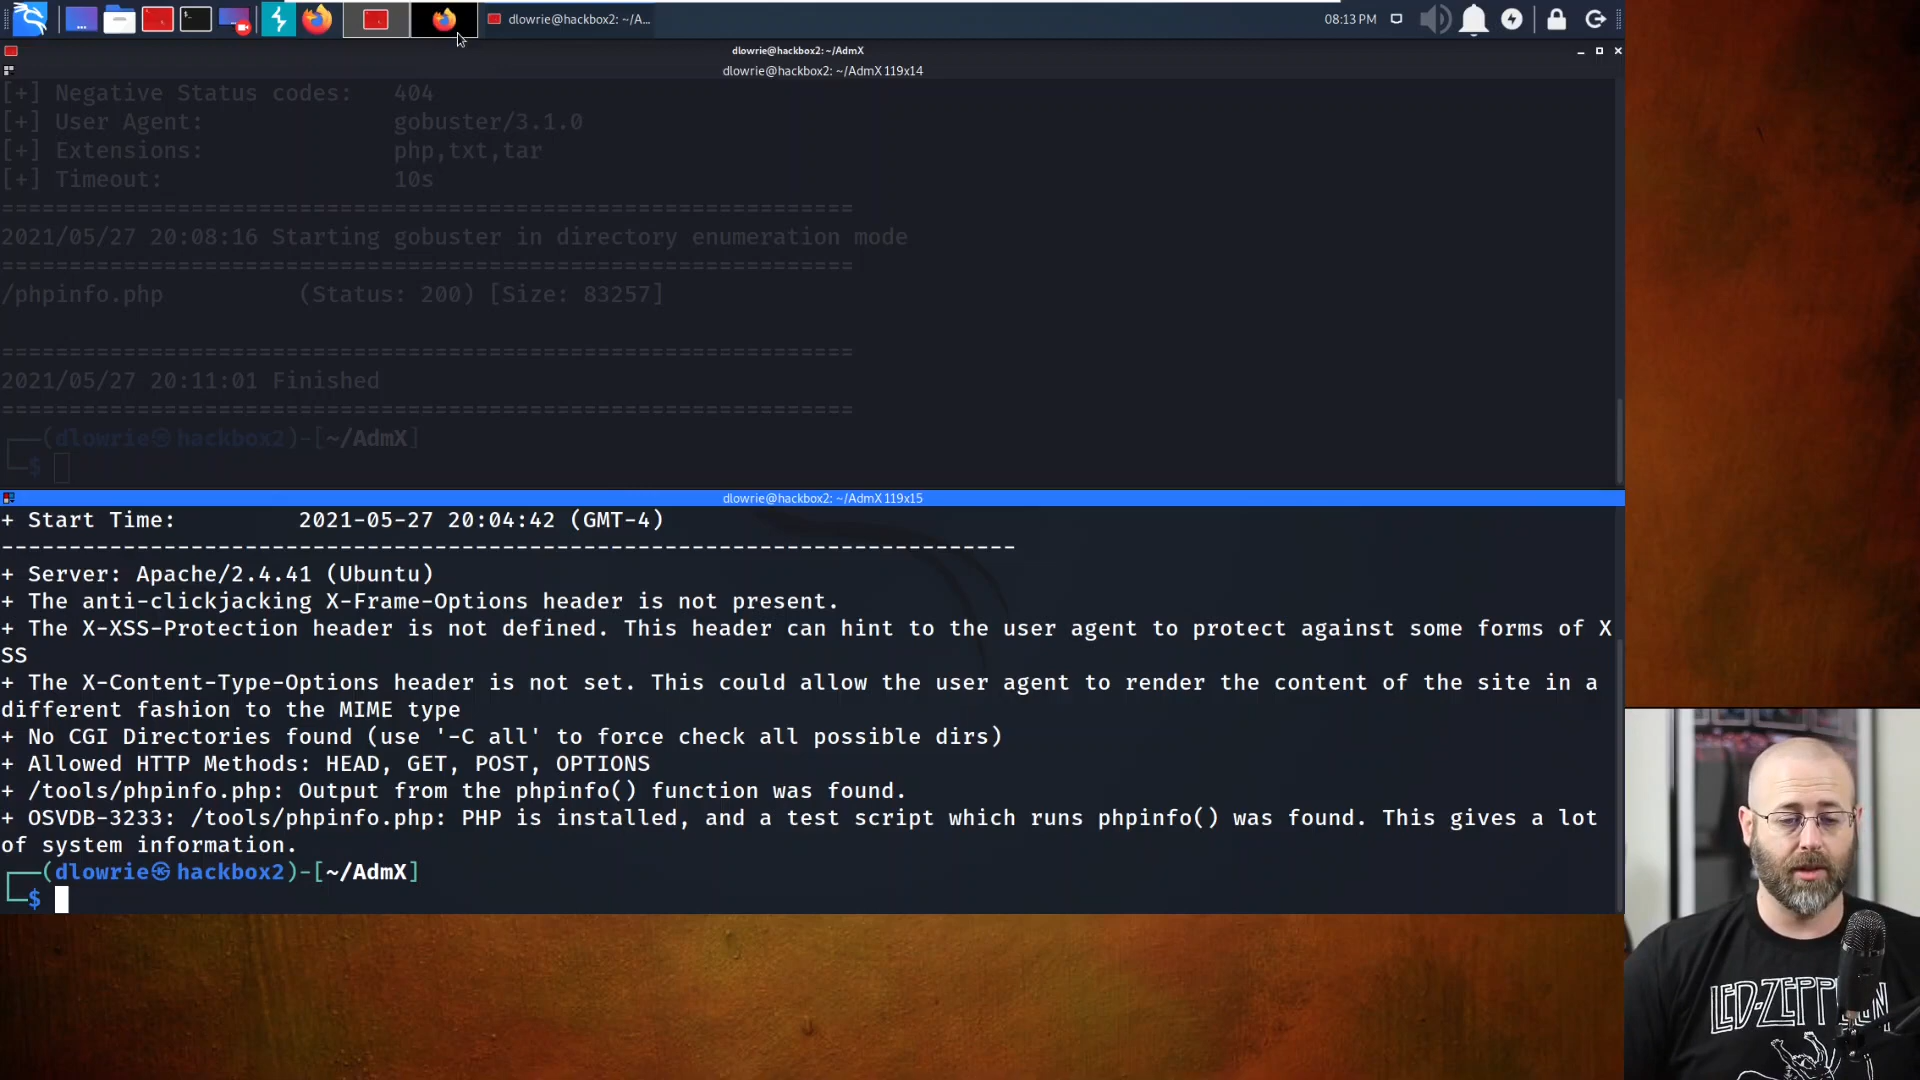 dlowrie@hackbox2: ~/A...
08:13 PM
dlowrie@hackbox2: ~/AdmX
dlowrie@hackbox2: ~/AdmX 119x14
[+] Negative Status codes:   404
[+] User Agent:              gobuster/3.1.0
[+] Extensions:              php,txt,tar
[+] Timeout:                 10s
===============================================================
2021/05/27 20:08:16 Starting gobuster in directory enumeration mode
===============================================================
/phpinfo.php          (Status: 200) [Size: 83257]
===============================================================
2021/05/27 20:11:01 Finished
===============================================================
┌──(dlowrie㉿hackbox2)-[~/AdmX]
└─$
dlowrie@hackbox2: ~/AdmX 119x15
+ Start Time:         2021-05-27 20:04:42 (GMT-4)
---------------------------------------------------------------------------
+ Server: Apache/2.4.41 (Ubuntu)
+ The anti-clickjacking X-Frame-Options header is not present.
+ The X-XSS-Protection header is not defined. This header can hint to the user agent to protect against some forms of X
SS
+ The X-Content-Type-Options header is not set. This could allow the user agent to render the content of the site in a
different fashion to the MIME type
+ No CGI Directories found (use '-C all' to force check all possible dirs)
+ Allowed HTTP Methods: HEAD, GET, POST, OPTIONS
+ /tools/phpinfo.php: Output from the phpinfo() function was found.
+ OSVDB-3233: /tools/phpinfo.php: PHP is installed, and a test script which runs phpinfo() was found. This gives a lot
of system information.
┌──(dlowrie㉿hackbox2)-[~/AdmX]
└─$
LED-ZEPPELIN